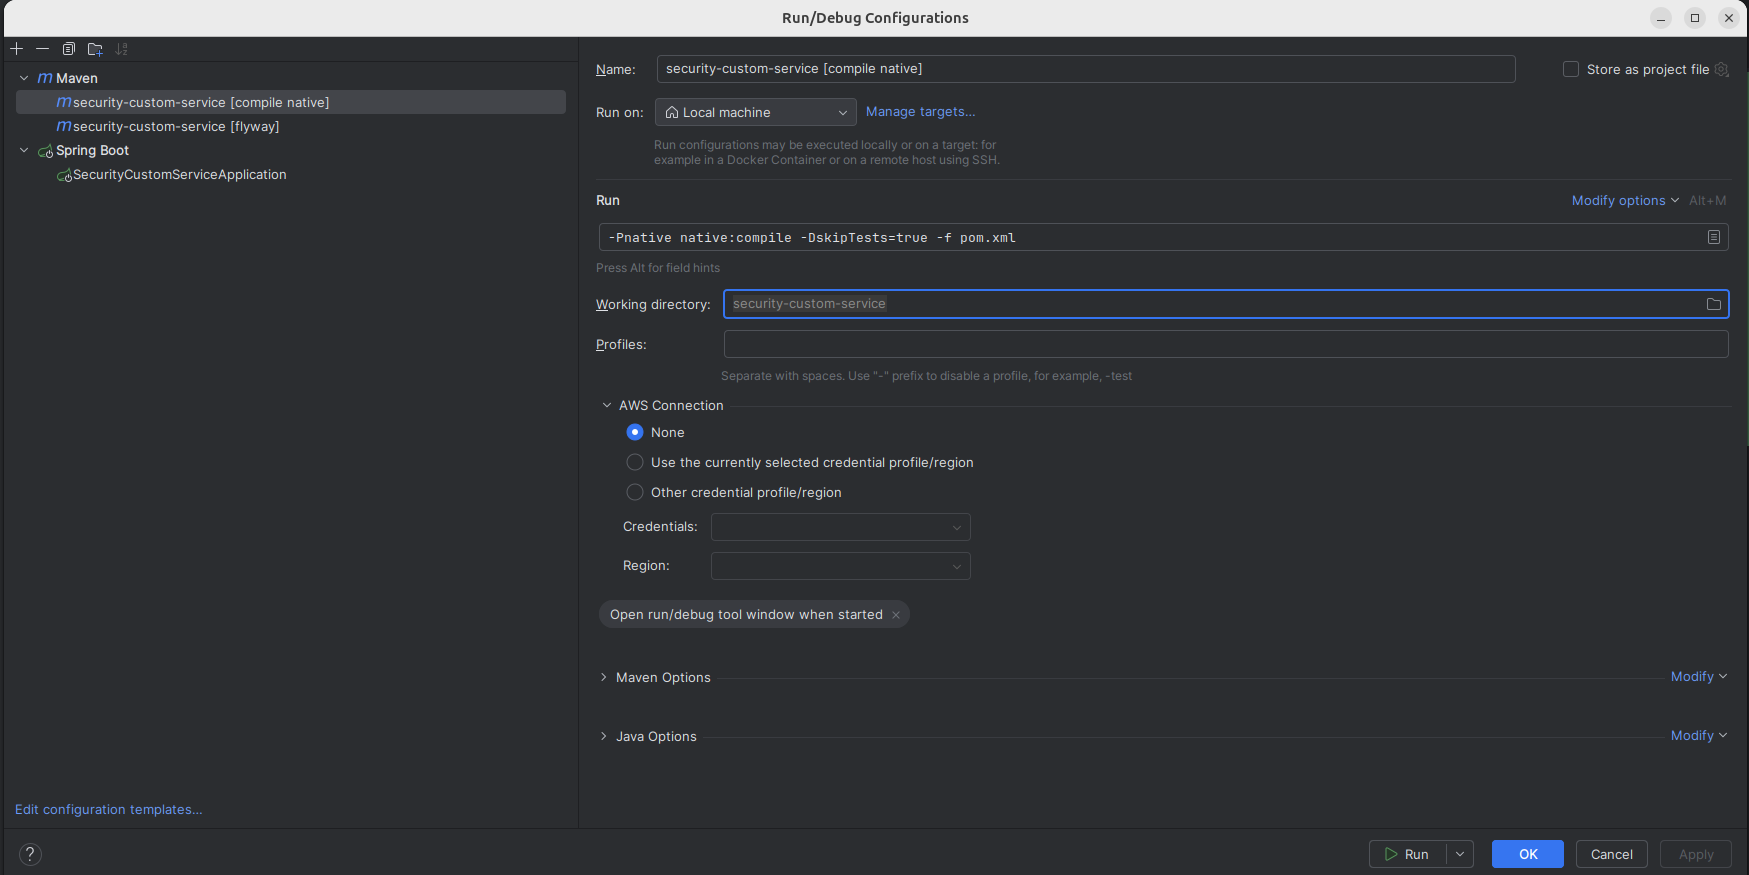 Run/Debug Configurations
Maven
security-custom-service [compile native]
security-custom-service [flyway]
Spring Boot
SecurityCustomServiceApplication
Edit configuration templates...
Name:
security-custom-service [compile native]
Store as project file
Run on:
Local machine
Manage targets...
Run configurations may be executed locally or on a target: for
example in a Docker Container or on a remote host using SSH.
Run
Modify options
Alt+M
-Pnative native:compile -DskipTests=true -f pom.xml
Press Alt for field hints
Working directory:
security-custom-service
Profiles:
Separate with spaces. Use "-" prefix to disable a profile, for example, -test
AWS Connection
None
Use the currently selected credential profile/region
Other credential profile/region
Credentials:
Region:
Open run/debug tool window when started
Maven Options
Modify
Java Options
Modify
?
Run
OK
Cancel
Apply